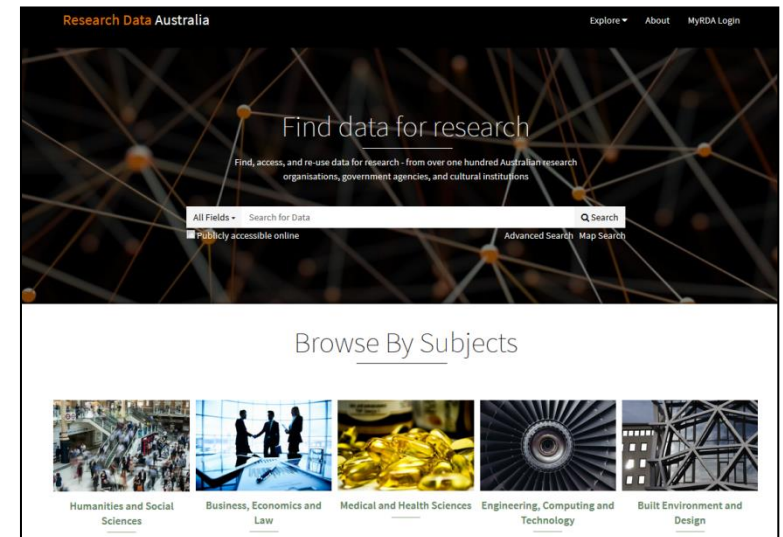 Research Data Australia
Explore▾ About MyRDA Login
Find data for research
Find, access, and re-use data for research - from over one hundred Australian research
organisations, government agencies, and cultural institutions
All Fields▾ Search for Data Search
Publicly accessible online Advanced Search Map Search
Browse By Subjects
Humanities and Social
Sciences
Business, Economics and
Law
Medical and Health Sciences
Engineering, Computing and
Technology
Built Environment and
Design